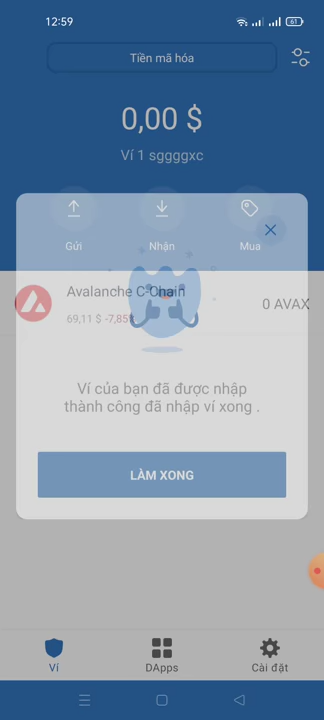 12:59
61
Tiền mã hóa
0,00 $
Ví 1 sggggxc
Gửi
Nhận
Mua
Avalanche C-Chain
0 AVAX
69,11 $ -7,85%
Ví của bạn đã được nhập
thành công đã nhập ví xong .
LÀM XONG
Ví
DApps
Cài đặt